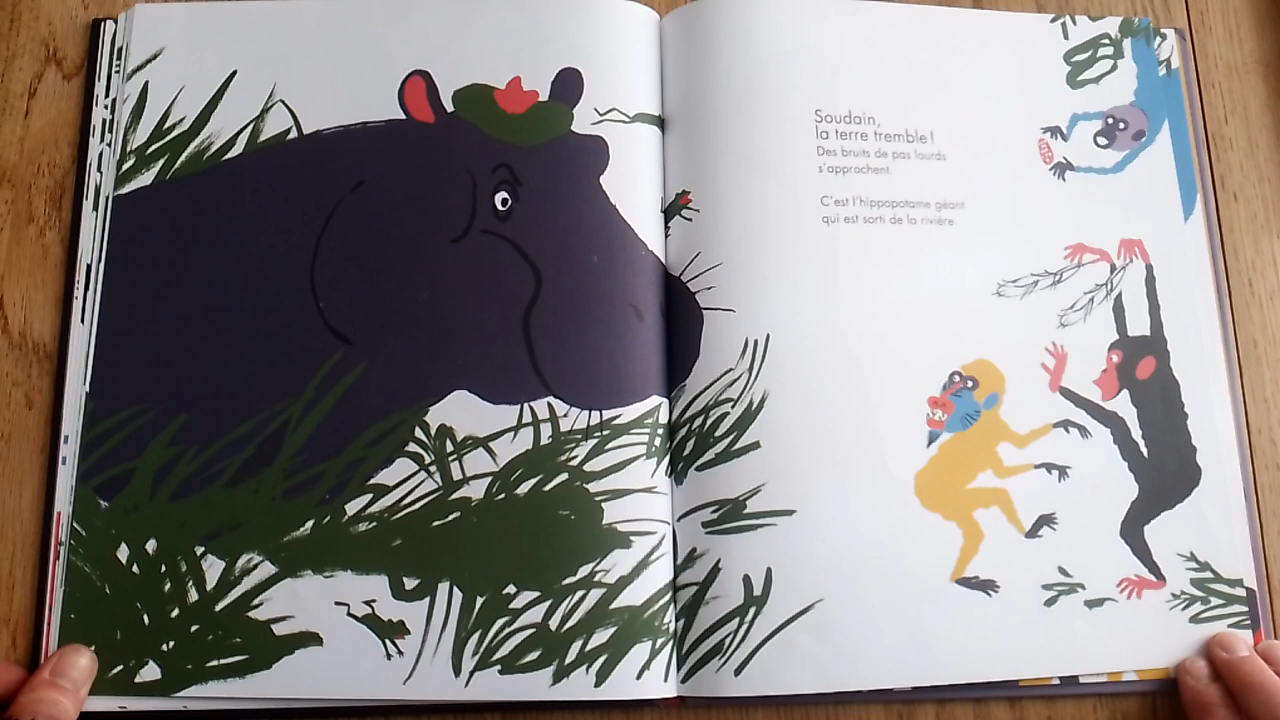 Soudain,
la terre tremble !
Des bruits de pas lourds
s'approchent.
C'est l'hippopotame géant
qui est sorti de la rivière.